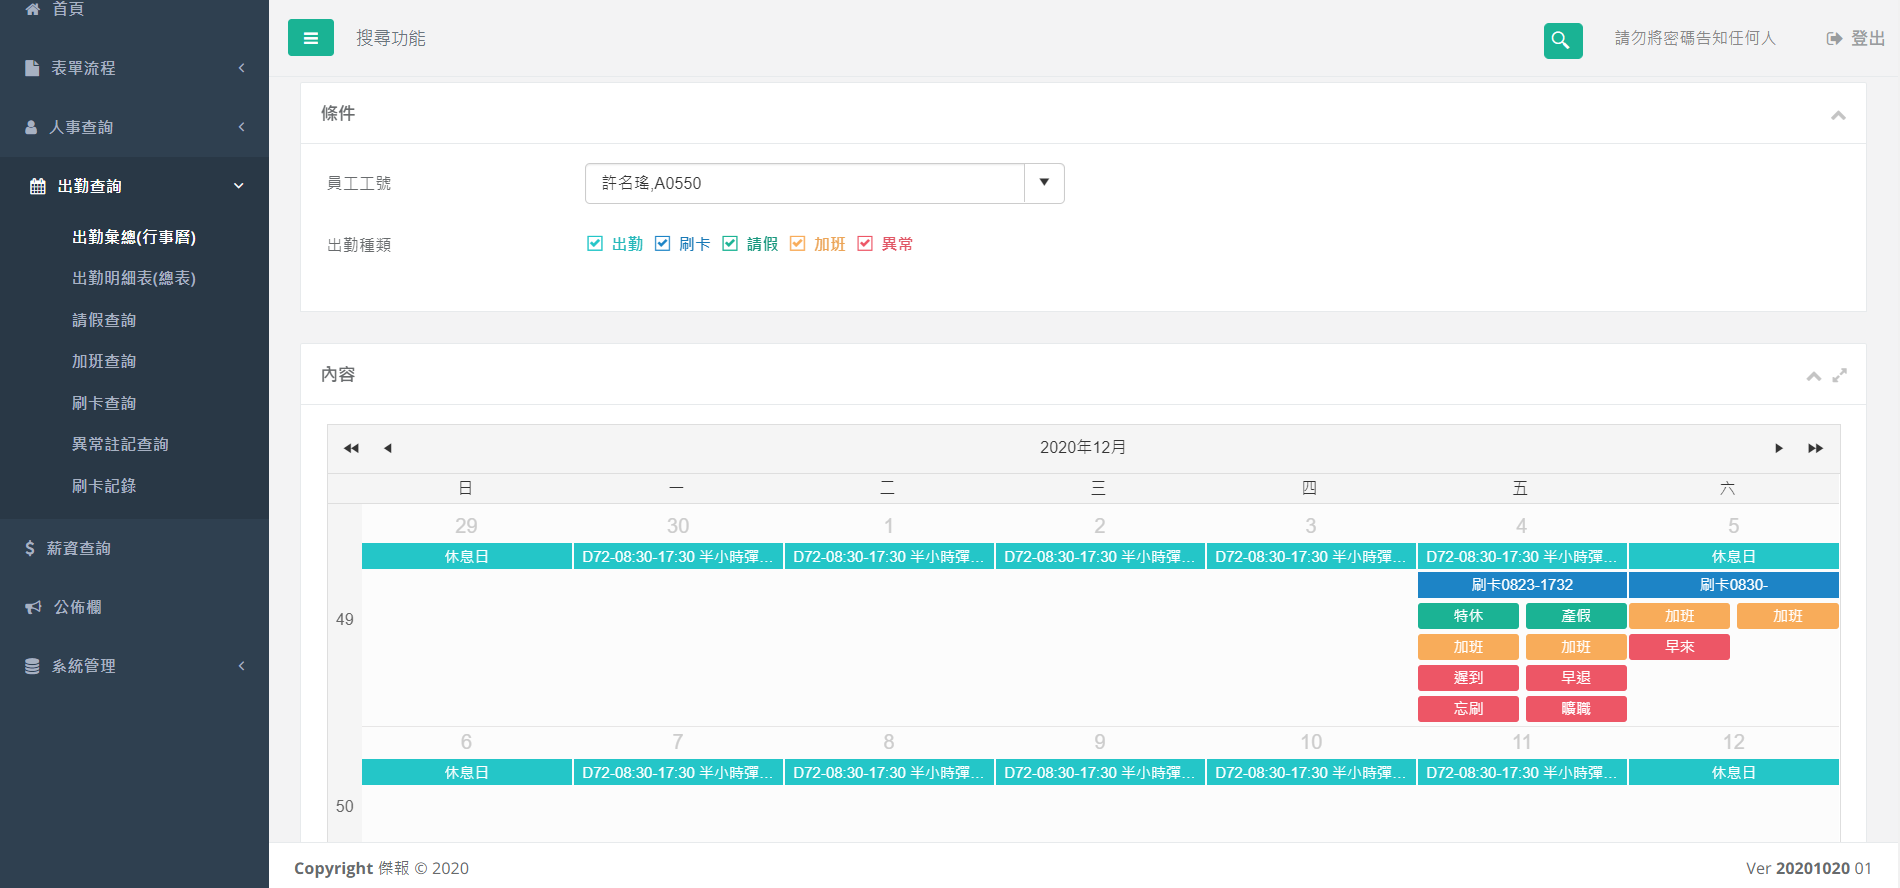 首頁
表單流程
人事查詢
出勤查詢
出勤彙總(行事曆)
出勤明細表(總表)
請假查詢
加班查詢
刷卡查詢
異常註記查詢
刷卡記錄
薪資查詢
公佈欄
系統管理
搜尋功能
請勿將密碼告知任何人
登出
條件
員工工號
許名瑤,A0550
出勤種類
出勤 刷卡 請假 加班 異常
內容
2020年12月
日 一 二 三 四 五 六
29 30 1 2 3 4 5
休息日 D72-08:30-17:30 半小時彈... D72-08:30-17:30 半小時彈... D72-08:30-17:30 半小時彈... D72-08:30-17:30 半小時彈... D72-08:30-17:30 半小時彈... 休息日
刷卡0823-1732 刷卡0830-
特休 產假 加班 加班
49
加班 加班 早來
遲到 早退
忘刷 曠職
6 7 8 9 10 11 12
休息日 D72-08:30-17:30 半小時彈... D72-08:30-17:30 半小時彈... D72-08:30-17:30 半小時彈... D72-08:30-17:30 半小時彈... D72-08:30-17:30 半小時彈... 休息日
50
Copyright 傑報 © 2020
Ver 20201020 01